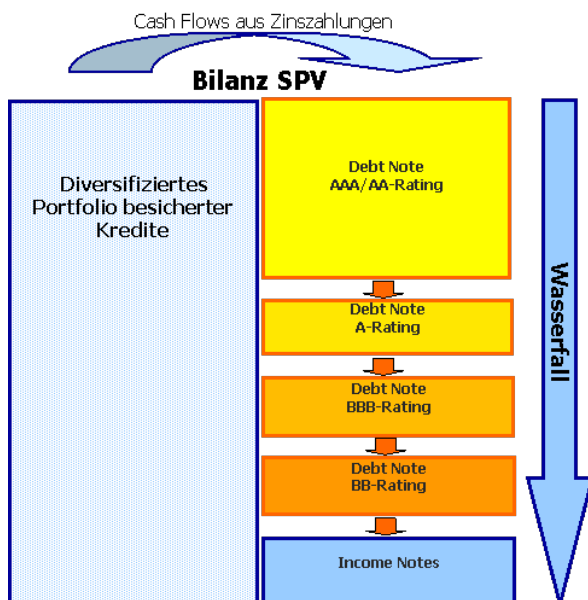 Cash Flows aus Zinszahlungen
Bilanz SPV
Diversifiziertes
Portfolio besicherter
Kredite
Debt Note
AAA/AA-Rating
Debt Note
A-Rating
Debt Note
BBB-Rating
Debt Note
BB-Rating
Income Notes
Wasserfall